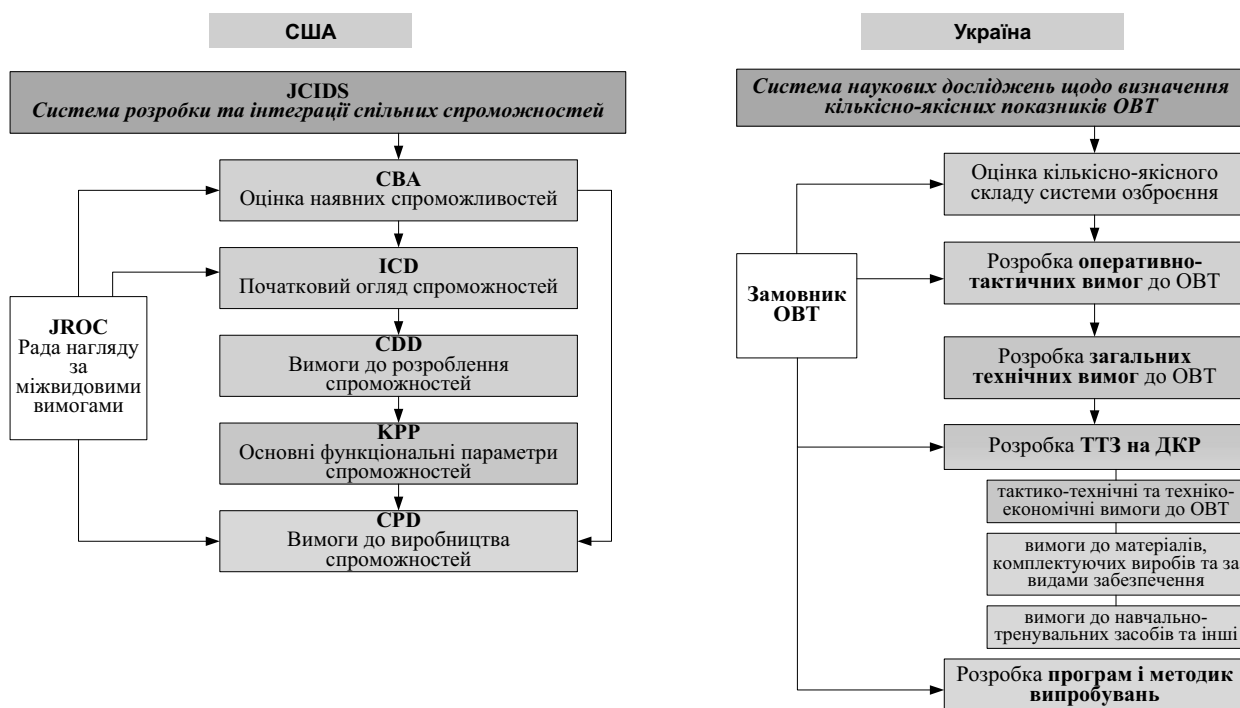 США
JCIDS
Система розробки та інтеграції спільних спроможностей
CBA
Оцінка наявних спроможливостей
ICD
Початковий огляд спроможностей
JROC
Рада нагляду
за
міжвидовими
вимогами
CDD
Вимоги до розроблення
спроможностей
KPP
Основні функціональні параметри
спроможностей
CPD
Вимоги до виробництва
спроможностей
Україна
Система наукових досліджень щодо визначення
кількісно-якісних показників ОВТ
Оцінка кількісно-якісного
складу системи озброєння
Замовник
ОВТ
Розробка оперативно-
тактичних вимог до ОВТ
Розробка загальних
технічних вимог до ОВТ
Розробка ТТЗ на ДКР
тактико-технічні та техніко-
економічні вимоги до ОВТ
вимоги до матеріалів,
комплектуючих виробів та за
видами забезпечення
вимоги до навчально-
тренувальних засобів та інші
Розробка програм і методик
випробувань